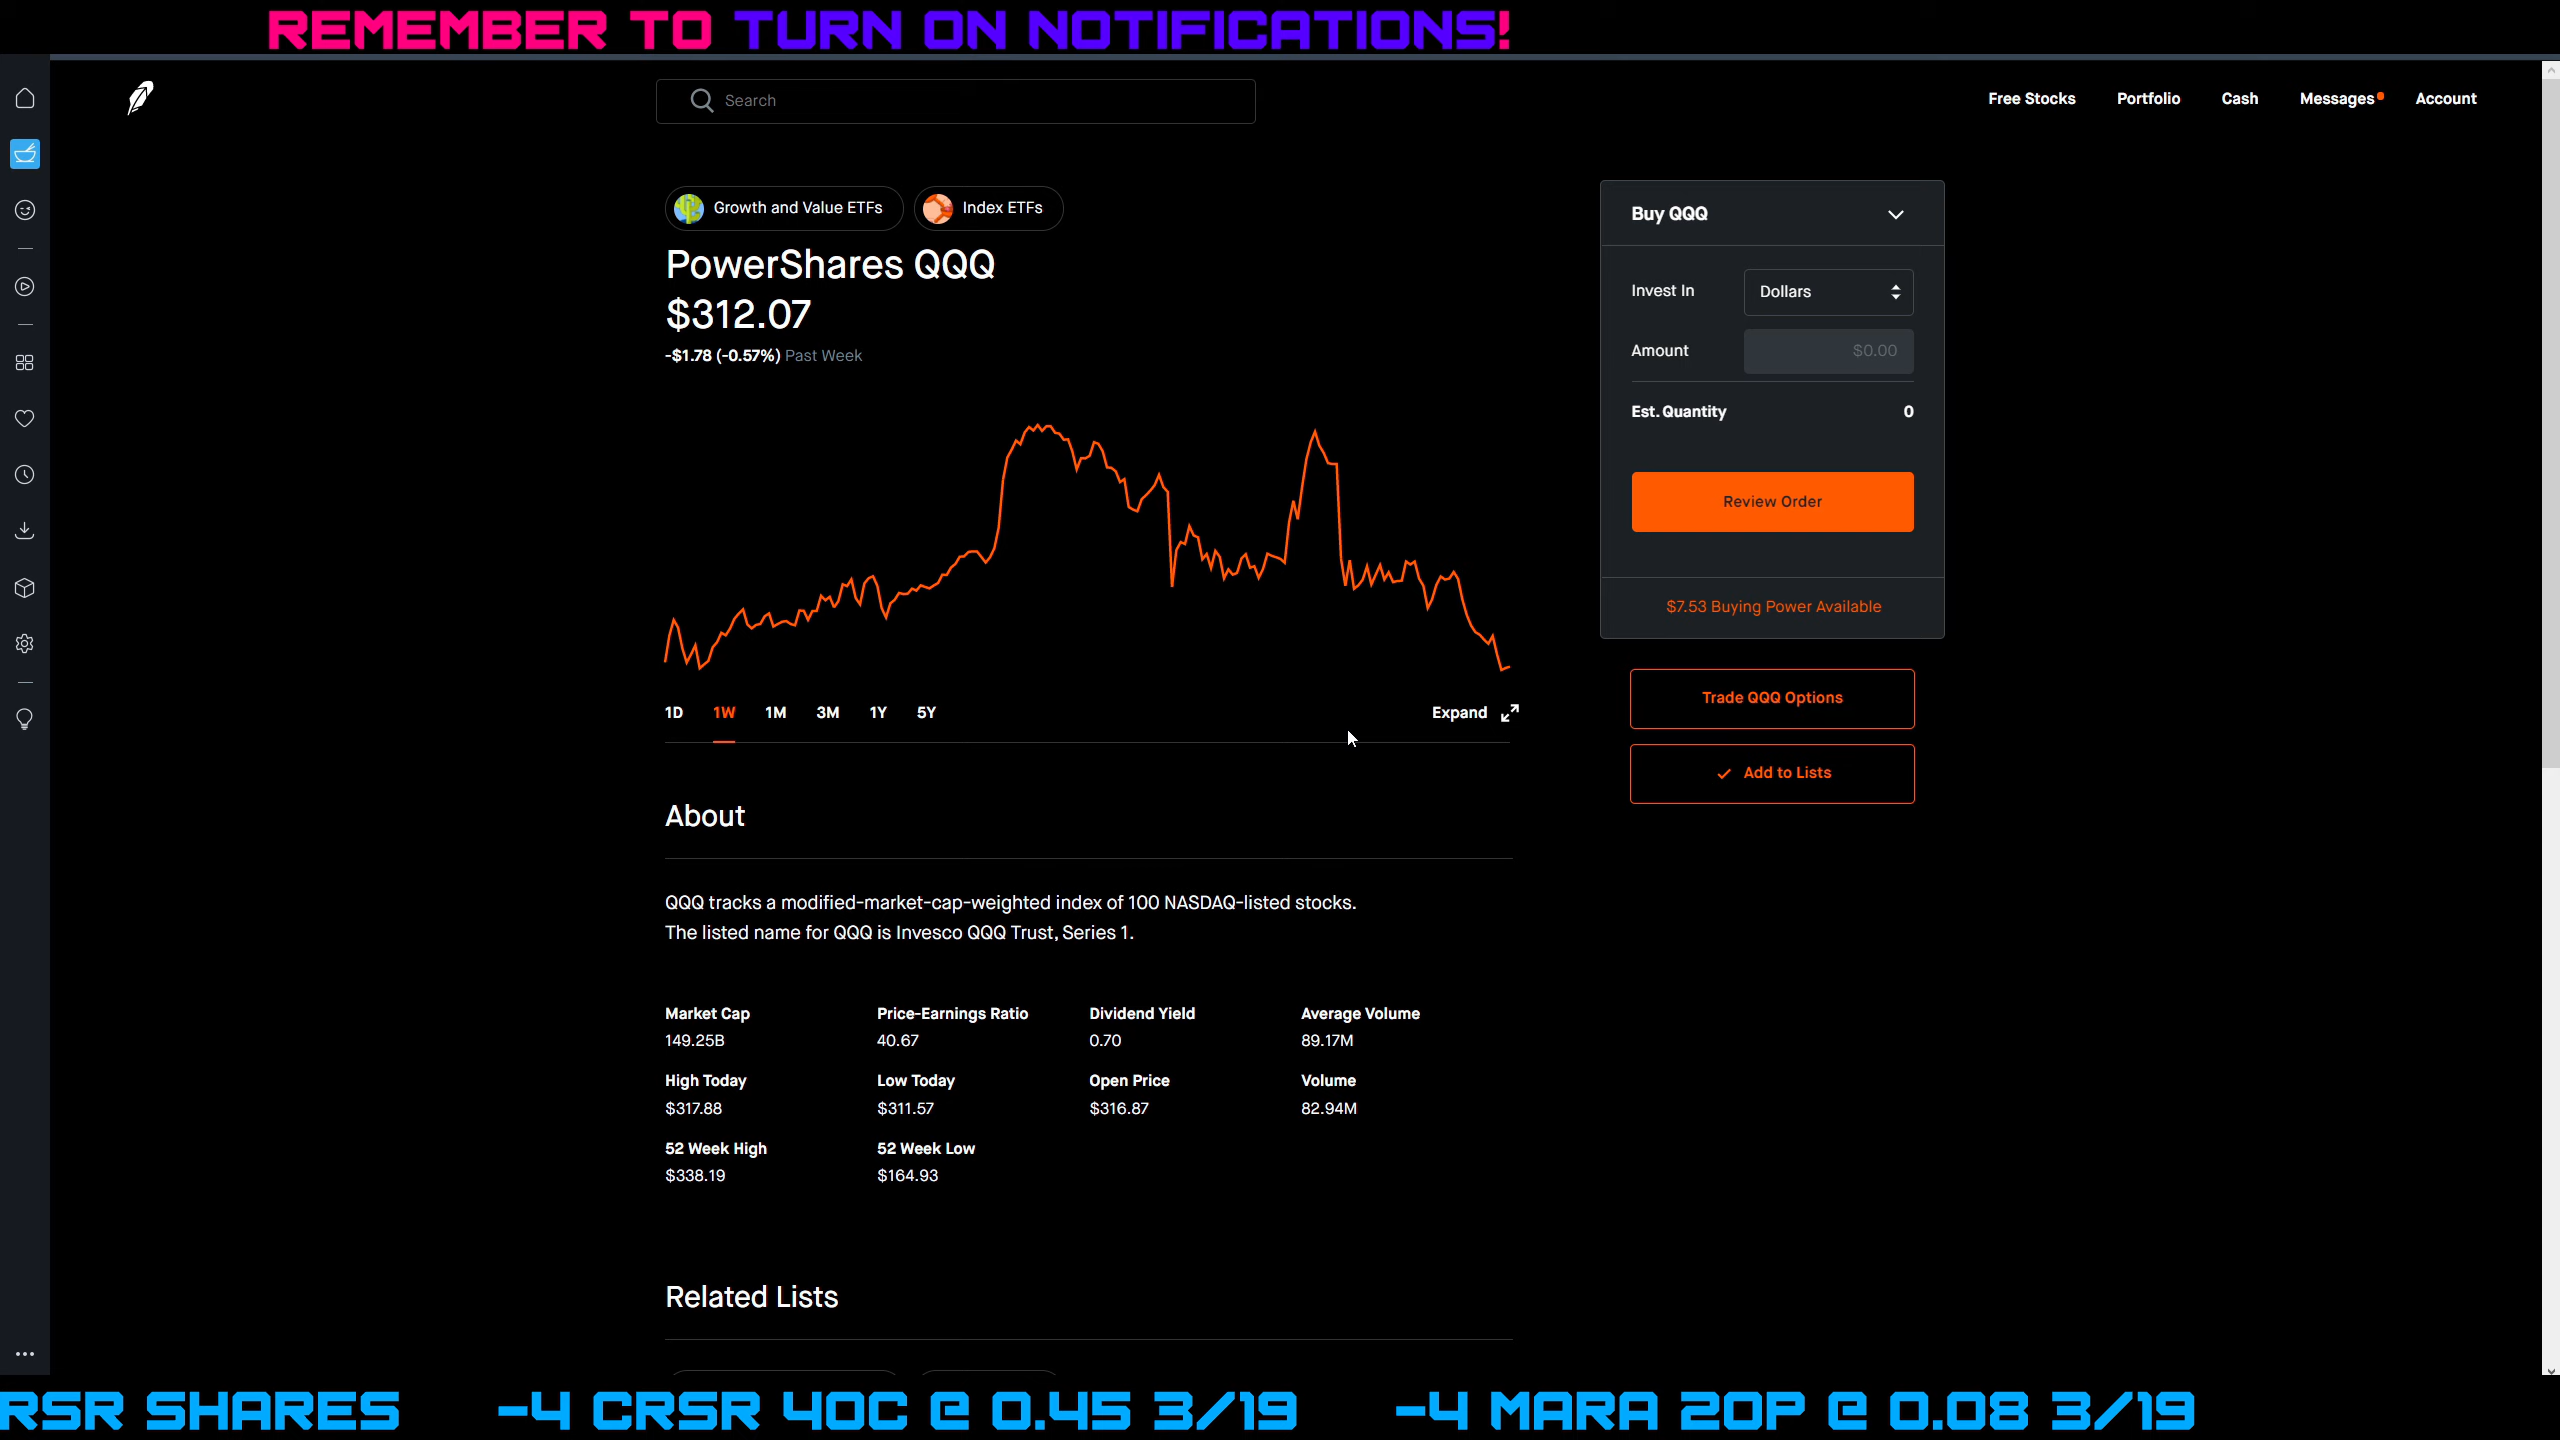 REMEMBER TO TURN ON NOTIFICATIONS!
Search
Free Stocks Portfolio Cash Messages Account
Growth and Value ETFs Index ETFs
PowerShares QQQ
$312.07
-$1.78 (-0.57%) Past Week
1D 1W 1M 3M 1Y 5Y Expand
Buy QQQ
Invest In Dollars
Amount $0.00
Est. Quantity 0
Review Order
$7.53 Buying Power Available
Trade QQQ Options
Add to Lists
About
QQQ tracks a modified-market-cap-weighted index of 100 NASDAQ-listed stocks.
The listed name for QQQ is Invesco QQQ Trust, Series 1.
Market Cap Price-Earnings Ratio Dividend Yield Average Volume
149.25B 40.67 0.70 89.17M
High Today Low Today Open Price Volume
$317.88 $311.57 $316.87 82.94M
52 Week High 52 Week Low
$338.19 $164.93
Related Lists
RSR SHARES -4 CRSR 40C @ 0.45 3/19 -4 MARA 20P @ 0.08 3/19